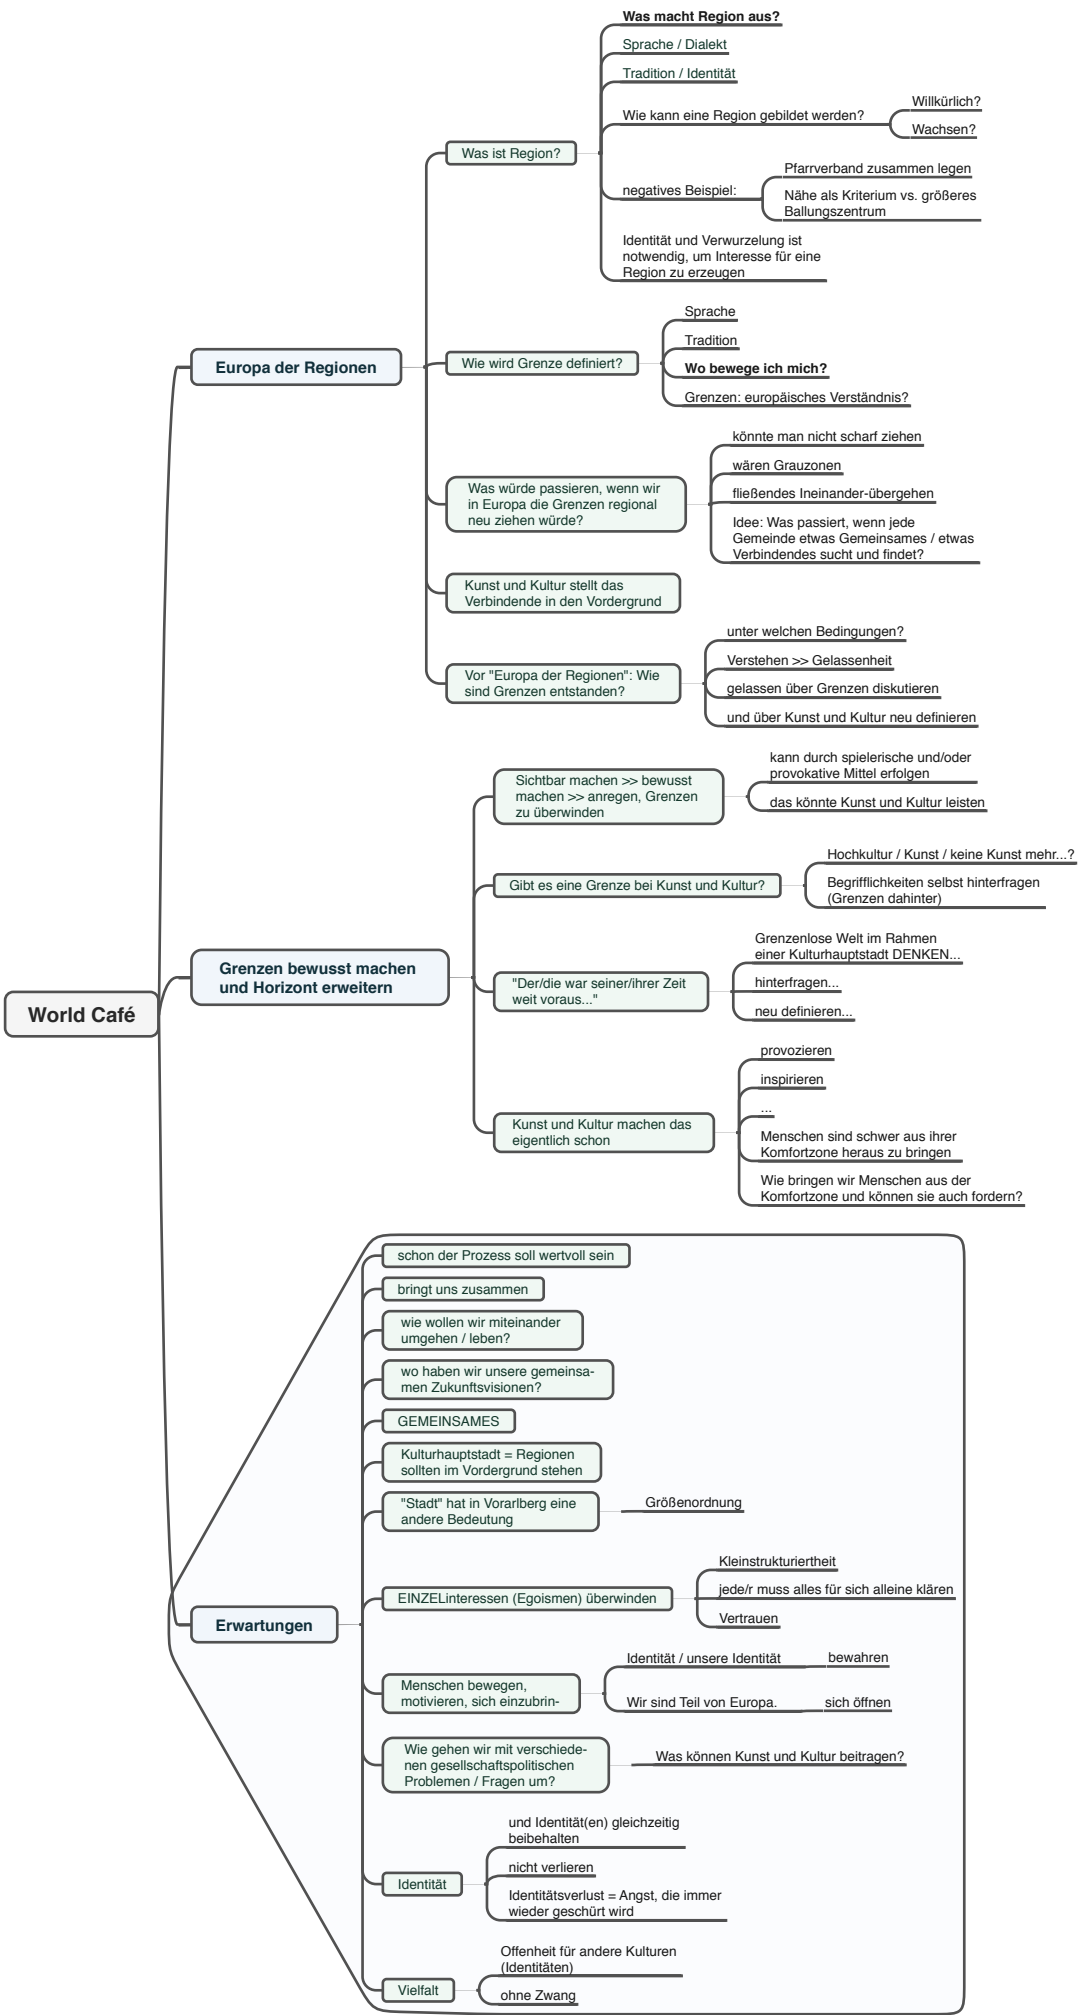 World Café
Europa der Regionen
Was ist Region?
Was macht Region aus?
Sprache / Dialekt
Tradition / Identität
Wie kann eine Region gebildet werden?
Willkürlich?
Wachsen?
negatives Beispiel:
Pfarrverband zusammen legen
Nähe als Kriterium vs. größeres
Ballungszentrum
Identität und Verwurzelung ist
notwendig, um Interesse für eine
Region zu erzeugen
Wie wird Grenze definiert?
Sprache
Tradition
Wo bewege ich mich?
Grenzen: europäisches Verständnis?
Was würde passieren, wenn wir
in Europa die Grenzen regional
neu ziehen würde?
könnte man nicht scharf ziehen
wären Grauzonen
fließendes Ineinander-übergehen
Idee: Was passiert, wenn jede
Gemeinde etwas Gemeinsames / etwas
Verbindendes sucht und findet?
Kunst und Kultur stellt das
Verbindende in den Vordergrund
Vor "Europa der Regionen": Wie
sind Grenzen entstanden?
unter welchen Bedingungen?
Verstehen >> Gelassenheit
gelassen über Grenzen diskutieren
und über Kunst und Kultur neu definieren
Grenzen bewusst machen
und Horizont erweitern
Sichtbar machen >> bewusst
machen >> anregen, Grenzen
zu überwinden
kann durch spielerische und/oder
provokative Mittel erfolgen
das könnte Kunst und Kultur leisten
Gibt es eine Grenze bei Kunst und Kultur?
Hochkultur / Kunst / keine Kunst mehr...?
Begrifflichkeiten selbst hinterfragen
(Grenzen dahinter)
"Der/die war seiner/ihrer Zeit
weit voraus..."
Grenzenlose Welt im Rahmen
einer Kulturhauptstadt DENKEN...
hinterfragen...
neu definieren...
Kunst und Kultur machen das
eigentlich schon
provozieren
inspirieren
...
Menschen sind schwer aus ihrer
Komfortzone heraus zu bringen
Wie bringen wir Menschen aus der
Komfortzone und können sie auch fordern?
Erwartungen
schon der Prozess soll wertvoll sein
bringt uns zusammen
wie wollen wir miteinander
umgehen / leben?
wo haben wir unsere gemeinsa-
men Zukunftsvisionen?
GEMEINSAMES
Kulturhauptstadt = Regionen
sollten im Vordergrund stehen
"Stadt" hat in Vorarlberg eine
andere Bedeutung
Größenordnung
EINZELinteressen (Egoismen) überwinden
Kleinstrukturiertheit
jede/r muss alles für sich alleine klären
Vertrauen
Menschen bewegen,
motivieren, sich einzubrin-
Identität / unsere Identität
bewahren
Wir sind Teil von Europa.
sich öffnen
Wie gehen wir mit verschiede-
nen gesellschaftspolitischen
Problemen / Fragen um?
Was können Kunst und Kultur beitragen?
Identität
und Identität(en) gleichzeitig
beibehalten
nicht verlieren
Identitätsverlust = Angst, die immer
wieder geschürt wird
Vielfalt
Offenheit für andere Kulturen
(Identitäten)
ohne Zwang